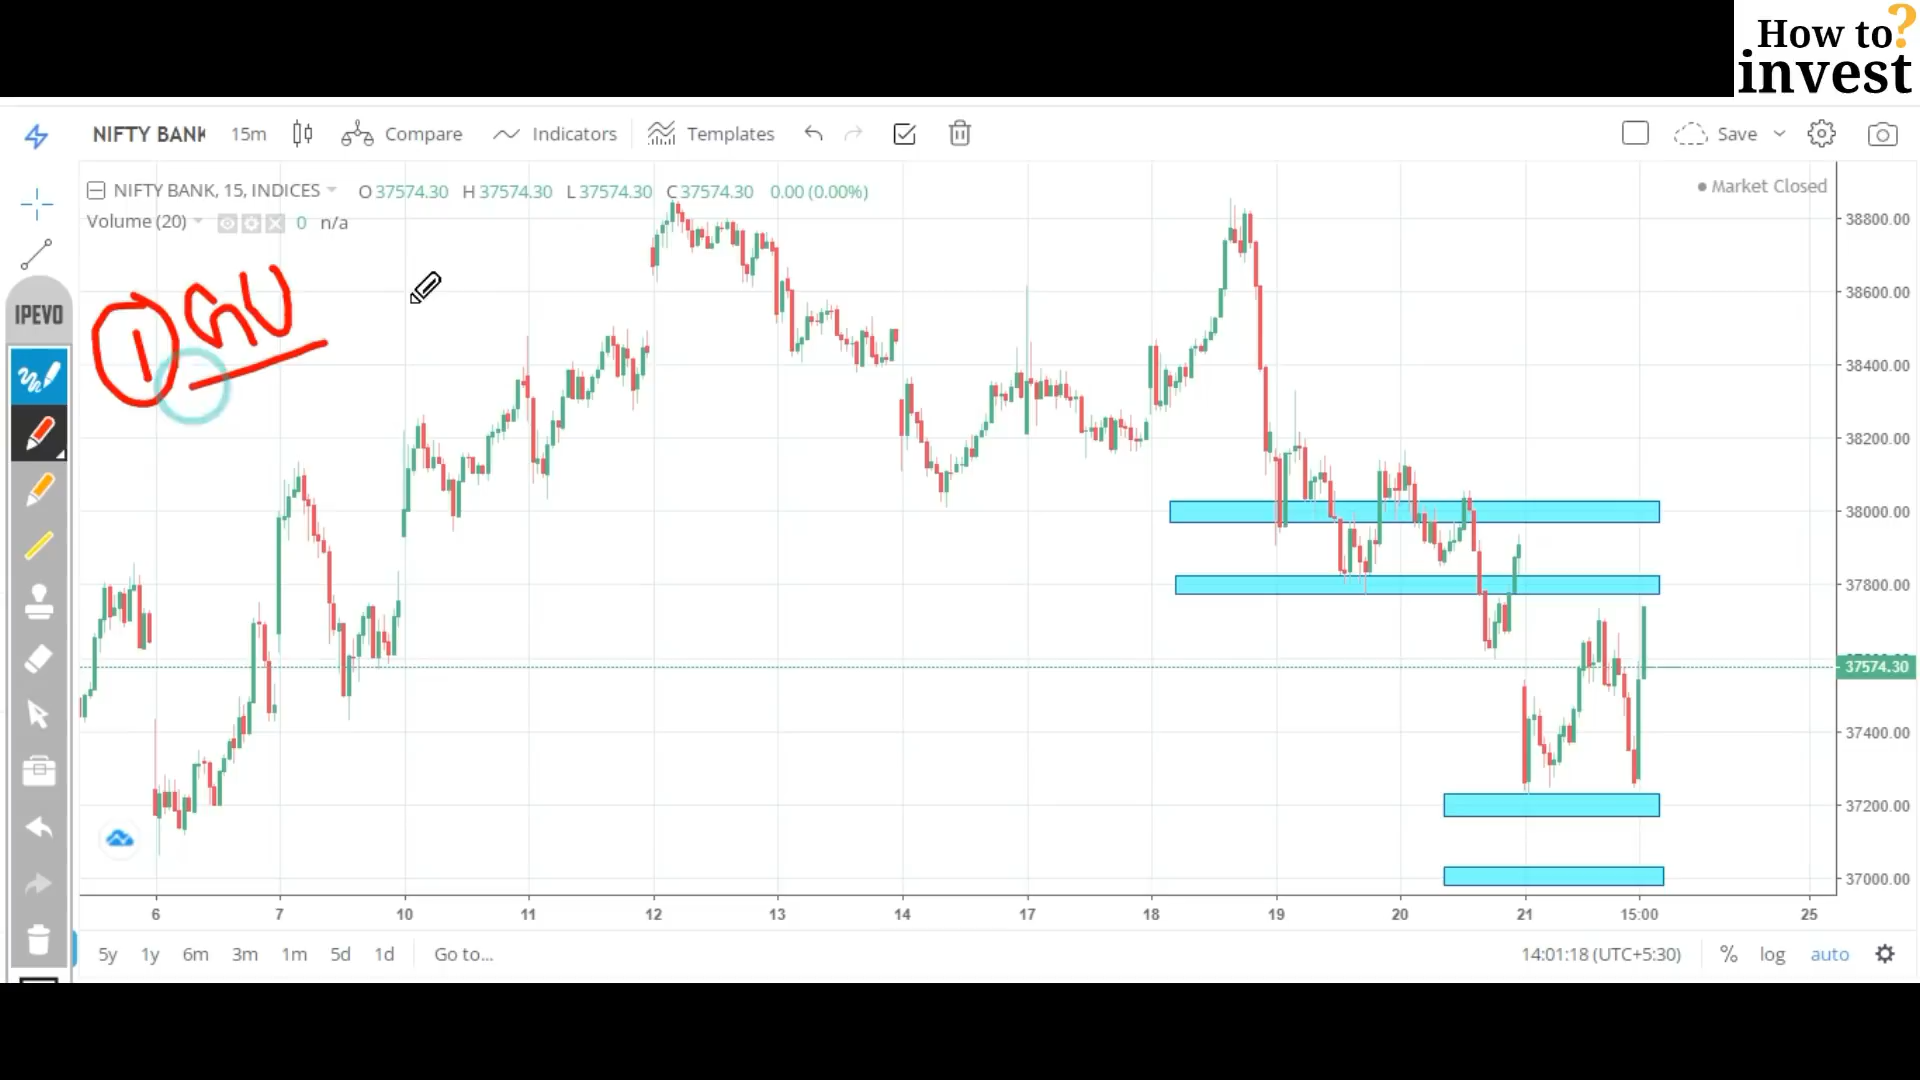 How to?
invest
NIFTY BANK 15m Compare Indicators Templates Save
NIFTY BANK, 15, INDICES O 37574.30 H 37574.30 L 37574.30 C 37574.30 0.00 (0.00%)
Market Closed
Volume (20) 0 n/a
1 GU
IPEVO
38800.00
38600.00
38400.00
38200.00
38000.00
37800.00
37574.30
37400.00
37200.00
37000.00
6 7 10 11 12 13 14 17 18 19 20 21 15:00 25
5y 1y 6m 3m 1m 5d 1d Go to... 14:01:18 (UTC+5:30) % log auto